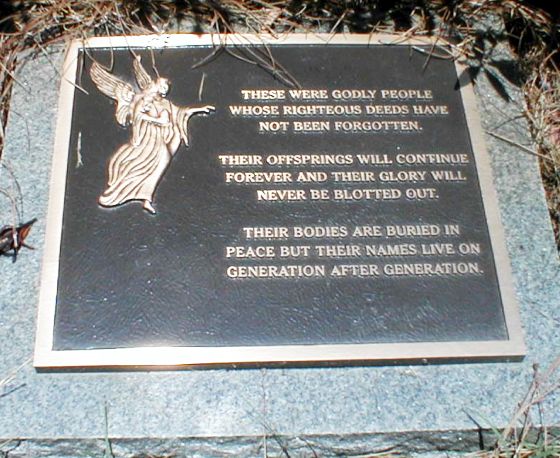 THESE WERE GODLY PEOPLE
WHOSE RIGHTEOUS DEEDS HAVE
NOT BEEN FORGOTTEN.
THEIR OFFSPRINGS WILL CONTINUE
FOREVER AND THEIR GLORY WILL
NEVER BE BLOTTED OUT.
THEIR BODIES ARE BURIED IN
PEACE BUT THEIR NAMES LIVE ON
GENERATION AFTER GENERATION.